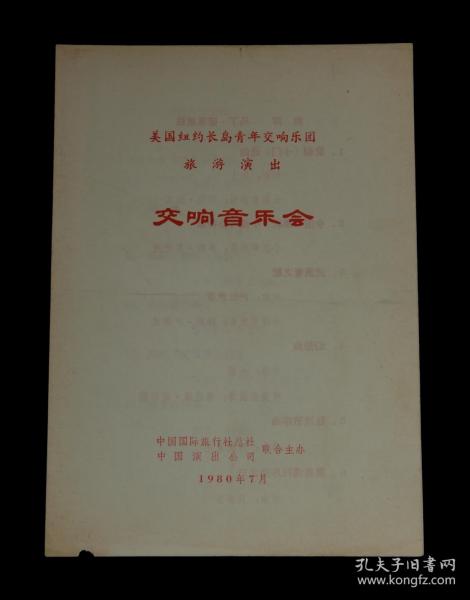 美国纽约长岛青年交响乐团
旅游演出
交响音乐会
中国国际旅行社总社
中国演出公司
联合主办
1980年7月
孔夫子旧书网
www.kongfz.com